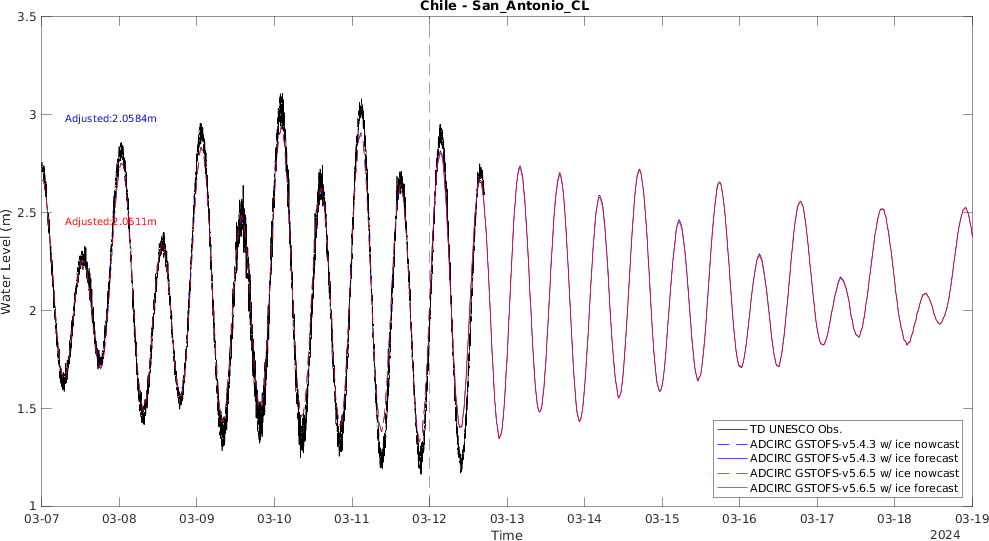 Chile - San_Antonio_CL
3.5
3
2.5
2
1.5
1
Water Level (m)
Adjusted:2.0584m
Adjusted:2.0511m
TD UNESCO Obs.
ADCIRC GSTOFS-v5.4.3 w/ ice nowcast
ADCIRC GSTOFS-v5.4.3 w/ ice forecast
ADCIRC GSTOFS-v5.6.5 w/ ice nowcast
ADCIRC GSTOFS-v5.6.5 w/ ice forecast
03-07 03-08 03-09 03-10 03-11 03-12 03-13 03-14 03-15 03-16 03-17 03-18 03-19
Time
2024